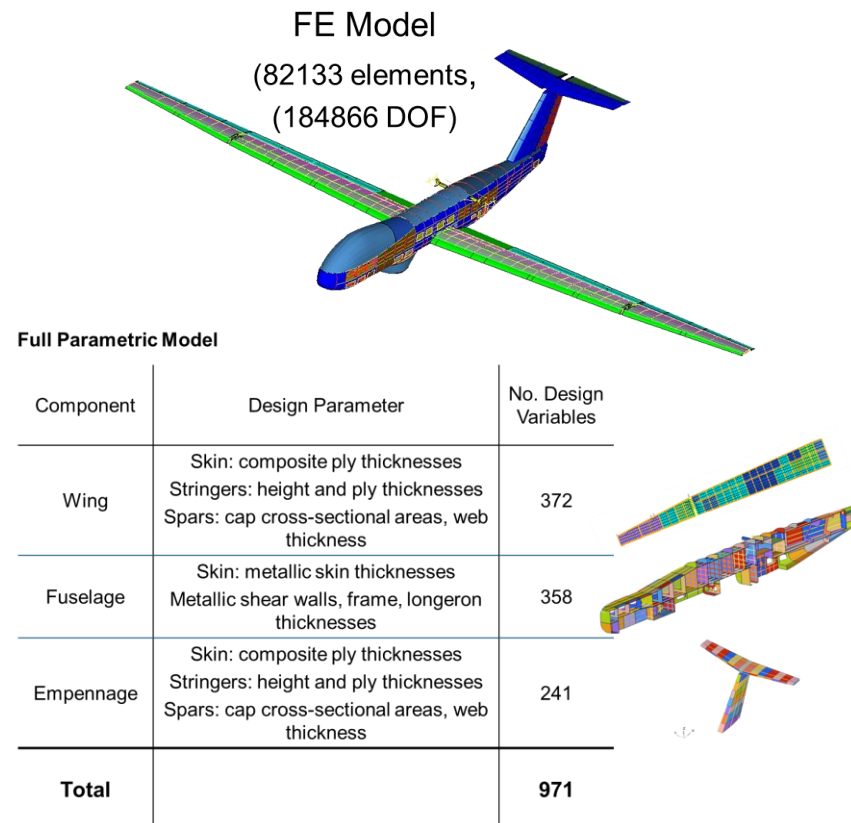 FE Model
(82133 elements,
(184866 DOF)
Full Parametric Model
Component
Design Parameter
No. Design
Variables
Wing
Skin: composite ply thicknesses
Stringers: height and ply thicknesses
Spars: cap cross-sectional areas, web
thickness
372
Fuselage
Skin: metallic skin thicknesses
Metallic shear walls, frame, longeron
thicknesses
358
Empennage
Skin: composite ply thicknesses
Stringers: height and ply thicknesses
Spars: cap cross-sectional areas, web
thickness
241
Total
971